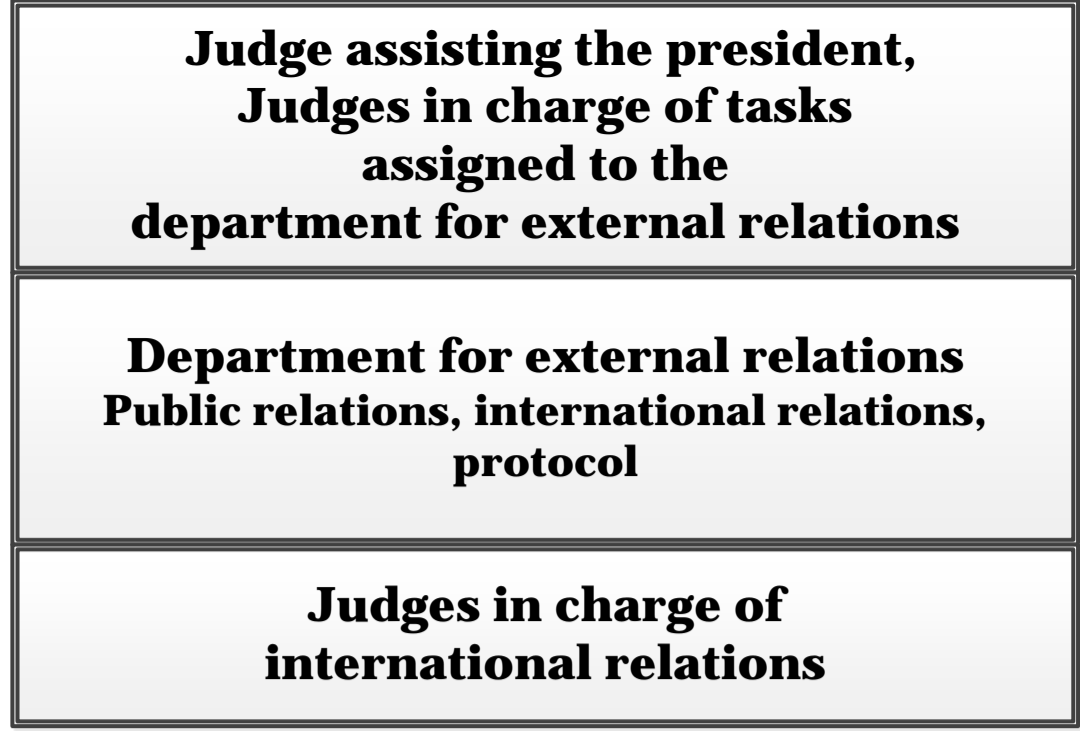 Judge assisting the president,
Judges in charge of tasks
assigned to the
department for external relations
Department for external relations
Public relations, international relations,
protocol
Judges in charge of
international relations